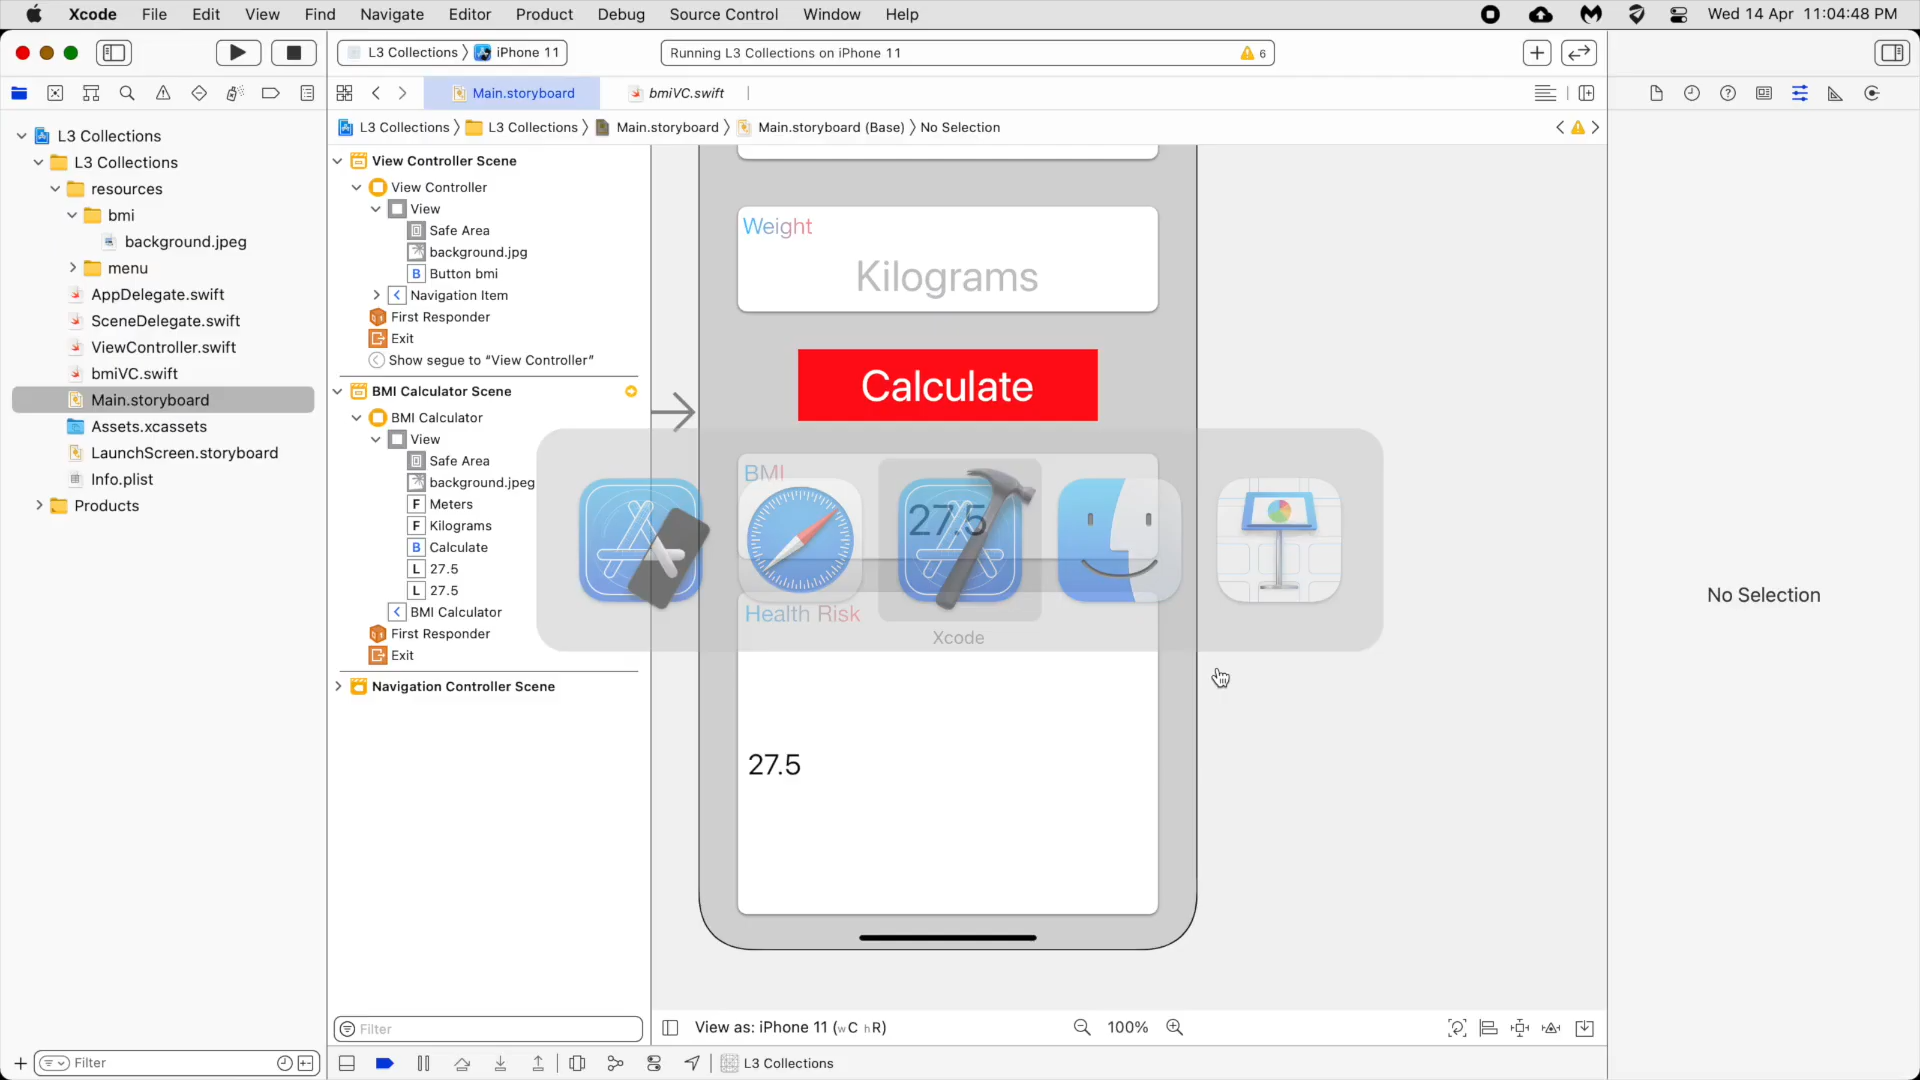 Xcode File Edit View Find Navigate Editor Product Debug Source Control Window Help Wed 14 Apr 11:04:48 PM
L3 Collections iPhone 11 Running L3 Collections on iPhone 11 6
Main.storyboard bmiVC.swift
L3 Collections L3 Collections Main.storyboard Main.storyboard (Base) No Selection
L3 Collections
L3 Collections
resources
bmi
background.jpeg
menu
AppDelegate.swift
SceneDelegate.swift
ViewController.swift
bmiVC.swift
Main.storyboard
Assets.xcassets
LaunchScreen.storyboard
Info.plist
Products
Filter
View Controller Scene
View Controller
View
Safe Area
background.jpg
B Button bmi
Navigation Item
First Responder
Exit
Show segue to “View Controller”
BMI Calculator Scene
BMI Calculator
View
Safe Area
background.jpeg
F Meters
F Kilograms
B Calculate
L 27.5
L 27.5
BMI Calculator
First Responder
Exit
Navigation Controller Scene
Filter
Weight
Kilograms
Calculate
BMI
27.5
Health Risk
Xcode
27.5
View as: iPhone 11 (wC hR) 100%
L3 Collections
No Selection